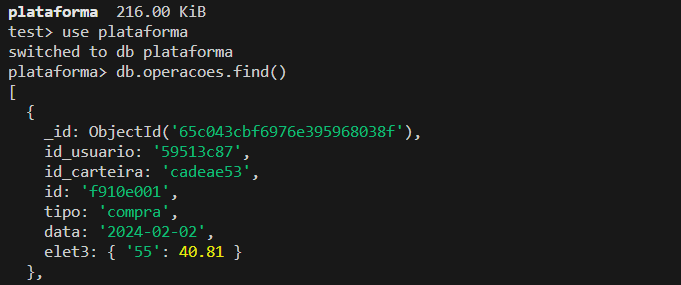 plataforma  216.00 KiB
test> use plataforma
switched to db plataforma
plataforma> db.operacoes.find()
[
  {
    _id: ObjectId('65c043cbf6976e395968038f'),
    id_usuario: '59513c87',
    id_carteira: 'cadeae53',
    id: 'f910e001',
    tipo: 'compra',
    data: '2024-02-02',
    elet3: { '55': 40.81 }
  },